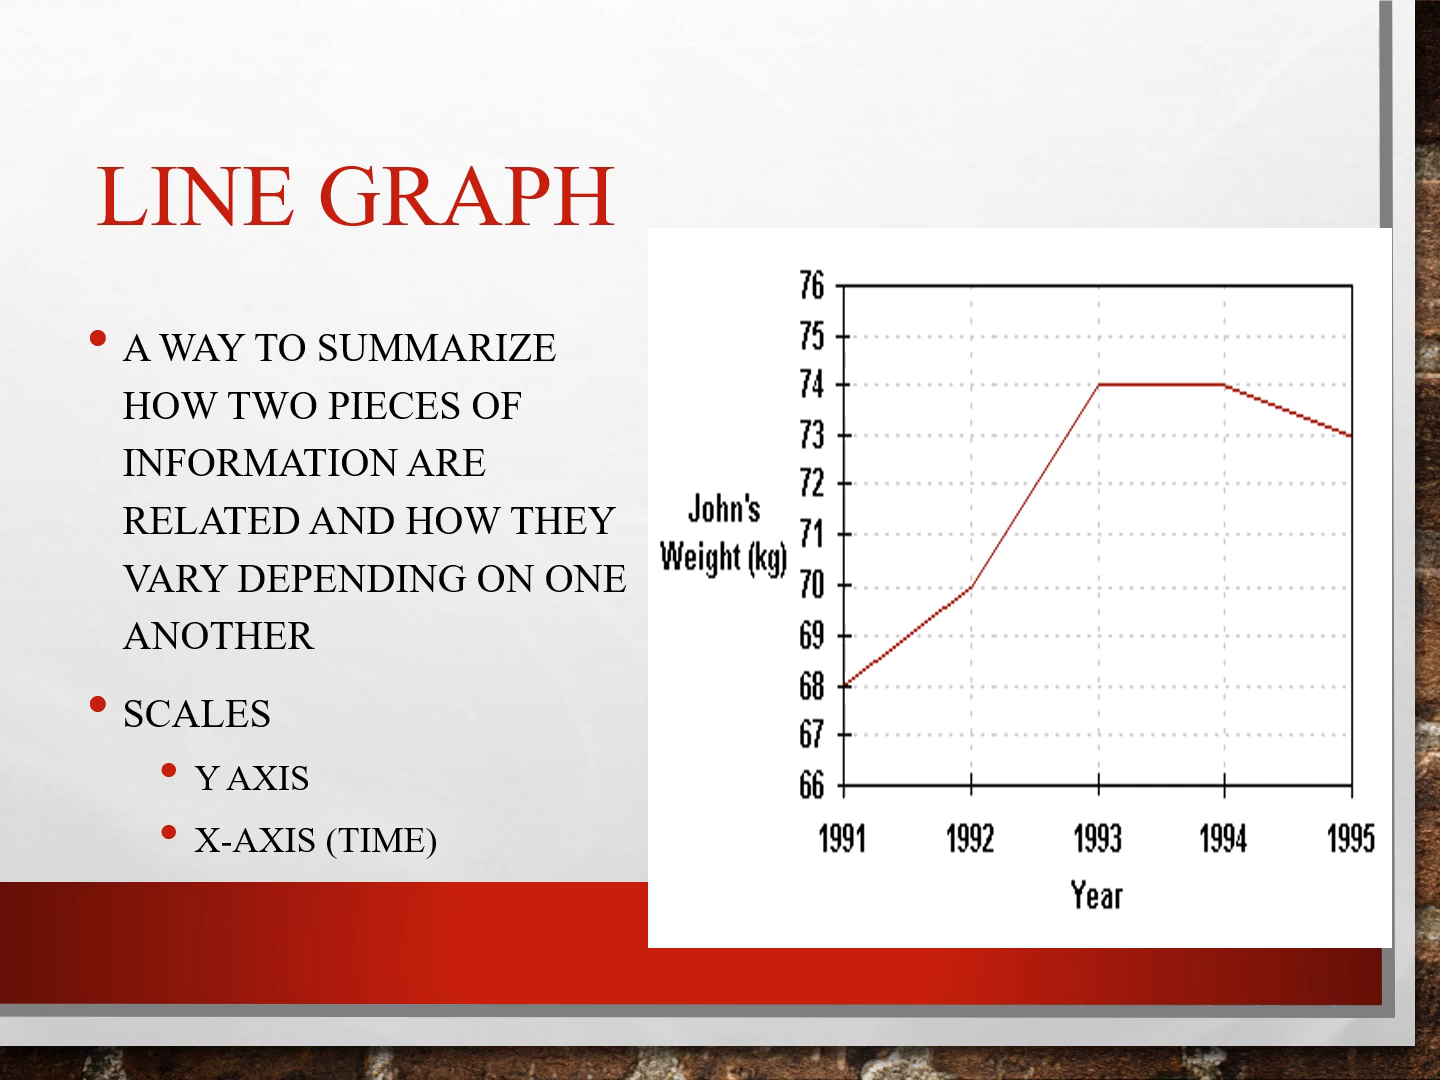 LINE GRAPH
A WAY TO SUMMARIZE
HOW TWO PIECES OF
INFORMATION ARE
RELATED AND HOW THEY
VARY DEPENDING ON ONE
ANOTHER
SCALES
Y AXIS
X-AXIS (TIME)
76
75
74
73
72
71
70
69
68
67
66
John's
Weight (kg)
1991 1992 1993 1994 1995
Year